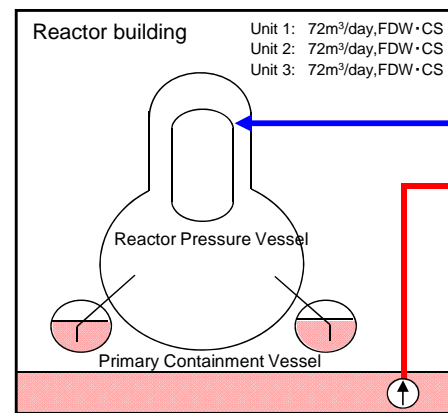 Reactor building
Unit 1: 72m³/day,FDW・CS
Unit 2: 72m³/day,FDW・CS
Unit 3: 72m³/day,FDW・CS
Reactor Pressure Vessel
Primary Containment Vessel